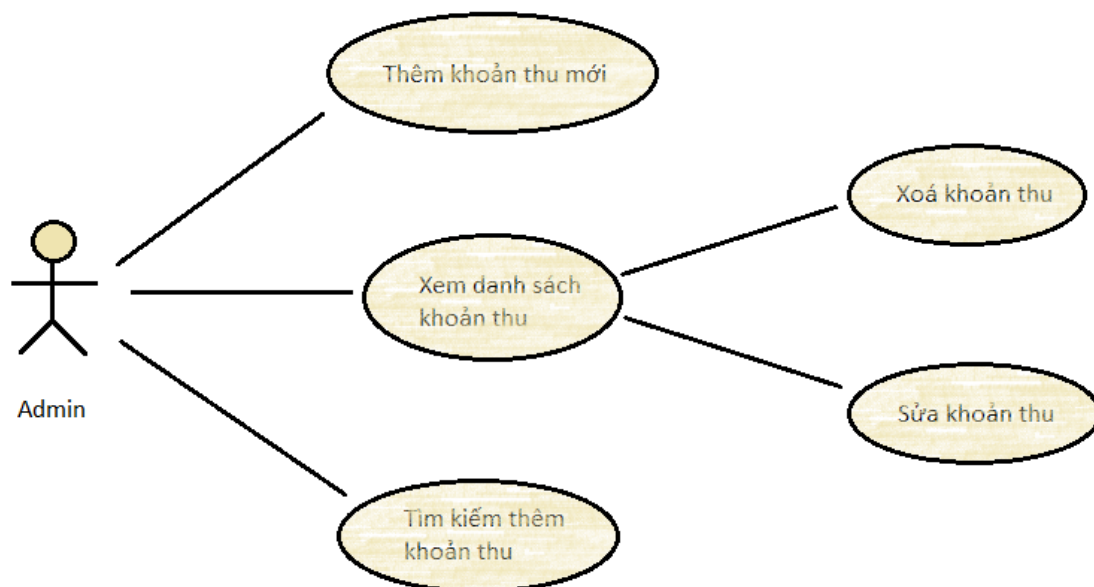 Thêm khoản thu mới
Xoá khoản thu
Xem danh sách
khoản thu
Admin
Sửa khoản thu
Tìm kiếm thêm
khoản thu